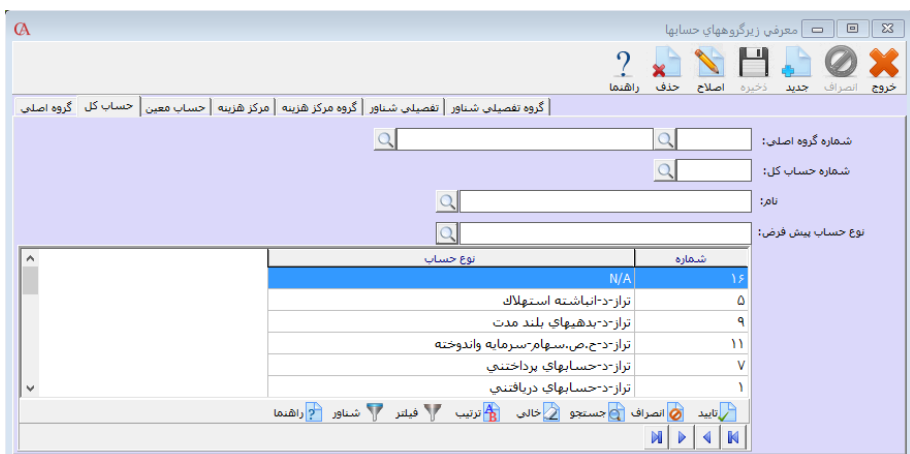 معرفي زيرگروههاي حسابها
خروج انصراف جديد ذخيره اصلاح حذف راهنما
گروه اصلي حساب كل حساب معين مركز هزينه گروه مركز هزينه تفصيلي شناور گروه تفصيلي شناور
شماره گروه اصلي:
شماره حساب كل:
نام:
نوع حساب پيش فرض:
شماره نوع حساب
۱۶ N/A
۵ تراز-د-انباشته استهلاك
۹ تراز-د-بدهيهاي بلند مدت
۱۱ تراز-د-ح.ص.سهام-سرمايه واندوخته
۷ تراز-د-حسابهاي پرداختني
۱ تراز-د-حسابهاي دريافتني
تاييد انصراف جستجو خالي ترتيب فيلتر شناور راهنما